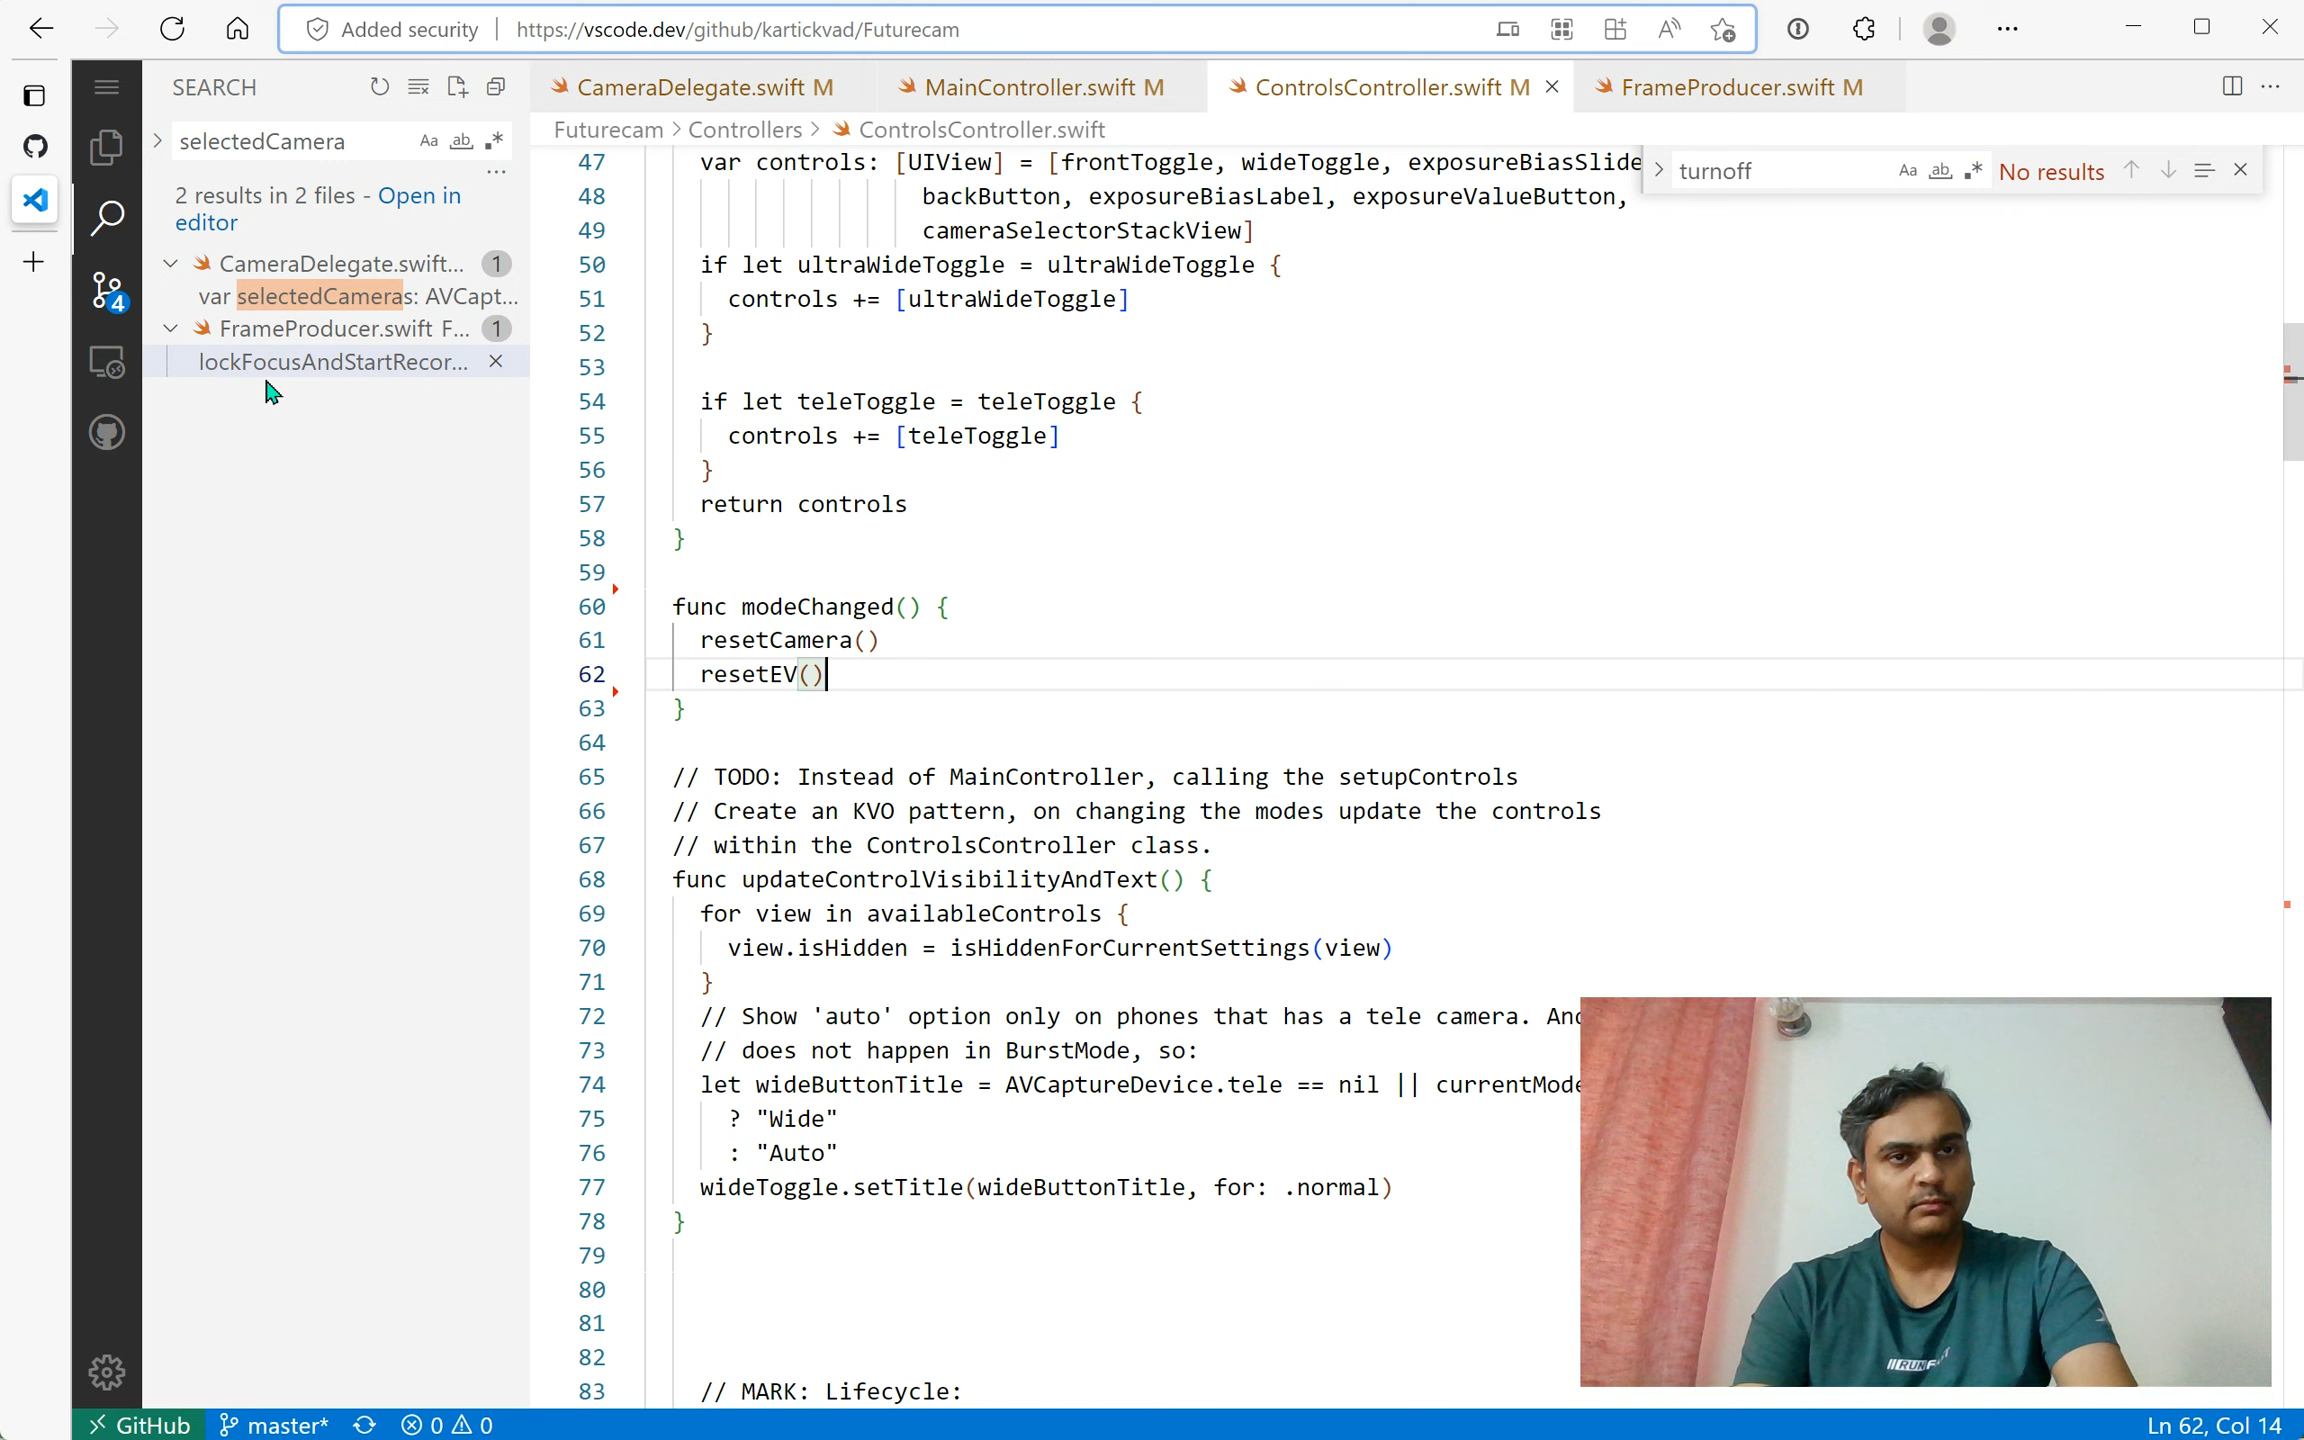 Added security
https://vscode.dev/github/kartickvad/Futurecam
SEARCH
selectedCamera
Aa
ab
2 results in 2 files - Open in
editor
CameraDelegate.swift... 1
var selectedCameras: AVCapt...
FrameProducer.swift F... 1
lockFocusAndStartRecor...
4
CameraDelegate.swift M
MainController.swift M
ControlsController.swift M
FrameProducer.swift M
Futurecam > Controllers > ControlsController.swift
turnoff
Aa
ab
No results
47 var controls: [UIView] = [frontToggle, wideToggle, exposureBiasSlide
48 backButton, exposureBiasLabel, exposureValueButton,
49 cameraSelectorStackView]
50 if let ultraWideToggle = ultraWideToggle {
51 controls += [ultraWideToggle]
52 }
53
54 if let teleToggle = teleToggle {
55 controls += [teleToggle]
56 }
57 return controls
58 }
59
60 func modeChanged() {
61 resetCamera()
62 resetEV()
63 }
64
65 // TODO: Instead of MainController, calling the setupControls
66 // Create an KVO pattern, on changing the modes update the controls
67 // within the ControlsController class.
68 func updateControlVisibilityAndText() {
69 for view in availableControls {
70 view.isHidden = isHiddenForCurrentSettings(view)
71 }
72 // Show 'auto' option only on phones that has a tele camera. And
73 // does not happen in BurstMode, so:
74 let wideButtonTitle = AVCaptureDevice.tele == nil || currentMode
75 ? "Wide"
76 : "Auto"
77 wideToggle.setTitle(wideButtonTitle, for: .normal)
78 }
79
80
81
82
83 // MARK: Lifecycle:
GitHub
master*
0
0
Ln 62, Col 14